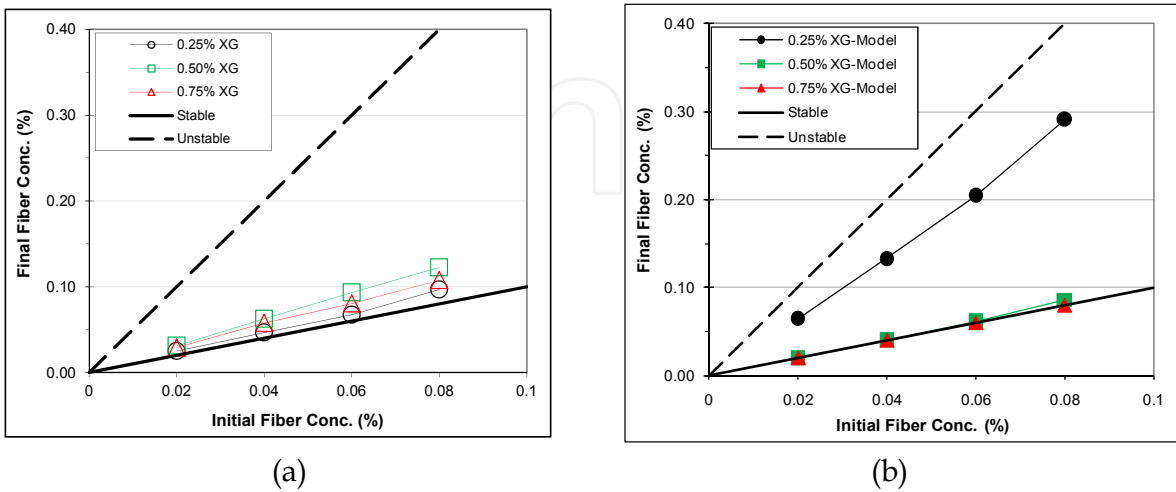 0.40
0.30
0.20
0.10
0.00
Final Fiber Conc. (%)
0.25% XG
0.50% XG
0.75% XG
Stable
Unstable
0
0.02
0.04
0.06
0.08
0.1
Initial Fiber Conc. (%)
(a)
0.40
0.30
0.20
0.10
0.00
Final Fiber Conc. (%)
0.25% XG-Model
0.50% XG-Model
0.75% XG-Model
Stable
Unstable
0
0.02
0.04
0.06
0.08
0.1
Initial Fiber Conc. (%)
(b)